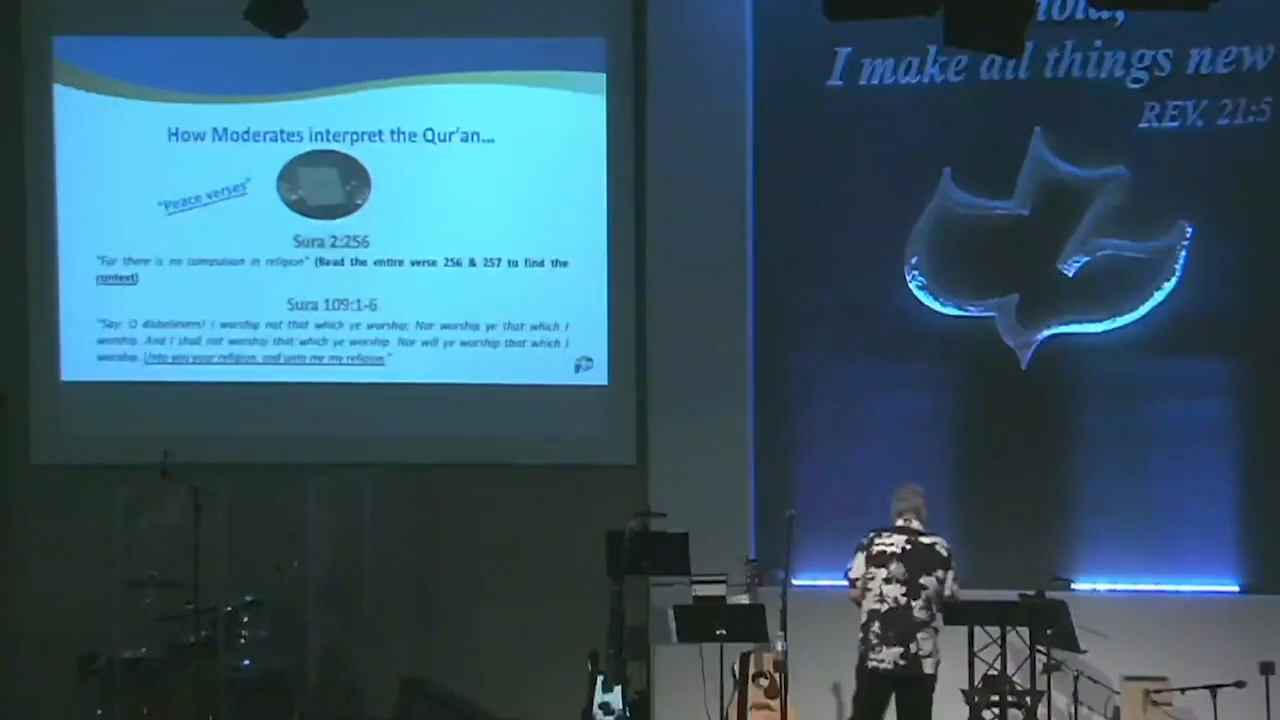 How Moderates interpret the Qur'an...
"Peace verses"
Sura 2:256
"For there is no compulsion in religion" (Read the entire verse 256 & 257 to find the
context)
Sura 109:1-6
"Say: O disbelievers! I worship not that which ye worship; Nor worship ye that which I
worship. And I shall not worship that which ye worship. Nor will ye worship that which I
worship. Unto you your religion, and unto me my religion."
I make all things new
REV. 21:5